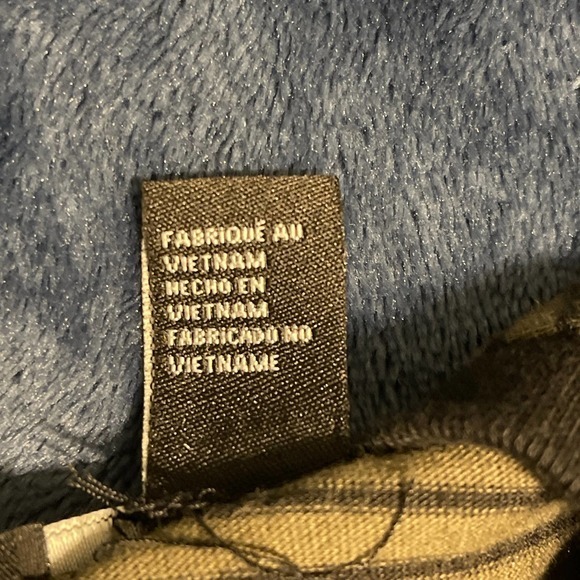 FABRIQUÉ AU
VIETNAM
HECHO EN
VIETNAM
FABRICADO NO
VIETNAME